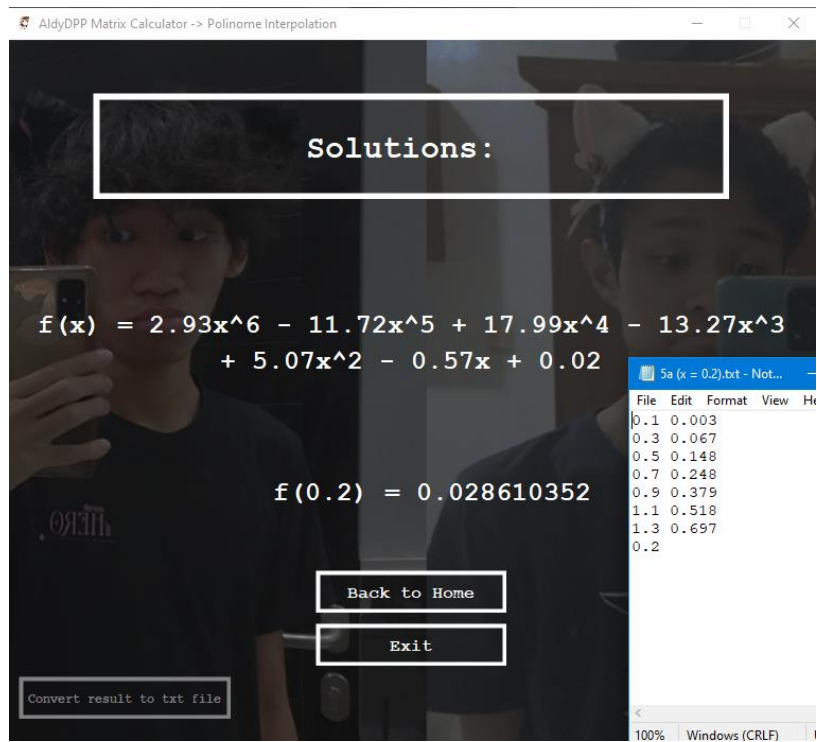 AldyDPP Matrix Calculator -> Polinome Interpolation
Solutions:
f(x) = 2.93x^6 - 11.72x^5 + 17.99x^4 - 13.27x^3
+ 5.07x^2 - 0.57x + 0.02
f(0.2) = 0.028610352
Back to Home
Exit
Convert result to txt file
5a (x = 0.2).txt - Not...
File Edit Format View He
0.1 0.003
0.3 0.067
0.5 0.148
0.7 0.248
0.9 0.379
1.1 0.518
1.3 0.697
0.2
100% Windows (CRLF)
HERO